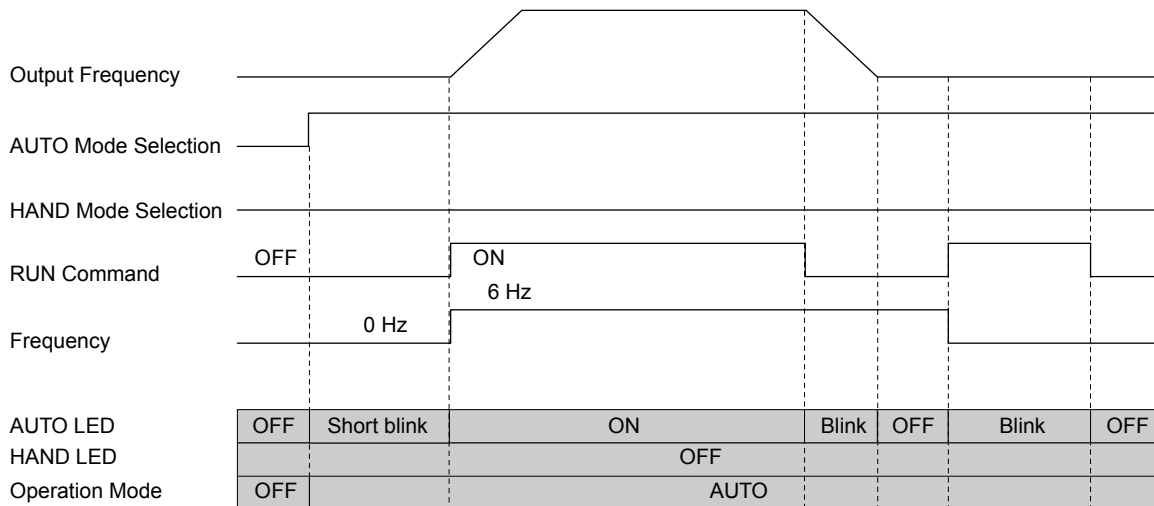 Output Frequency
AUTO Mode Selection
HAND Mode Selection
OFF ON
RUN Command
6 Hz
0 Hz
Frequency
AUTO LED OFF Short blink ON Blink OFF Blink OFF
HAND LED OFF
Operation Mode OFF AUTO